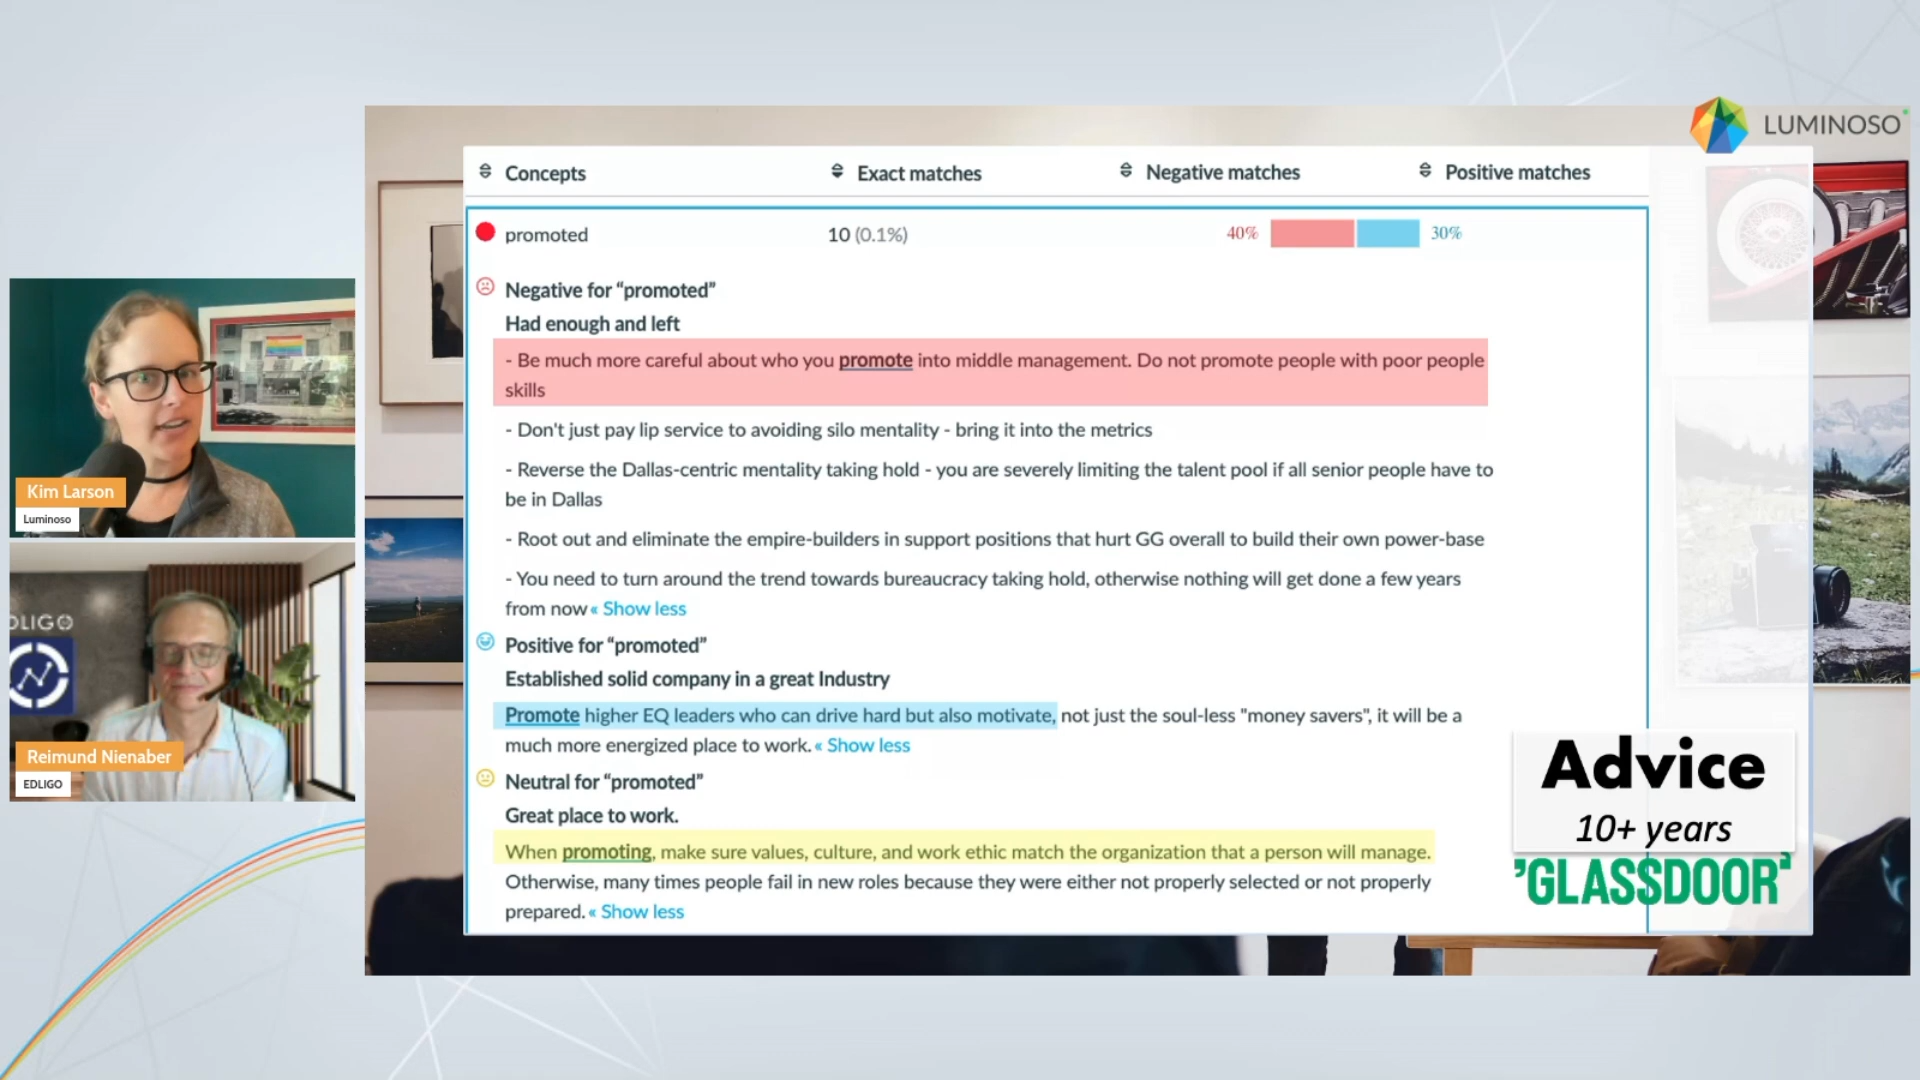 LUMINOSO
Concepts
Exact matches
Negative matches
Positive matches
promoted
10 (0.1%)
40%
30%
Negative for “promoted”
Had enough and left
- Be much more careful about who you promote into middle management. Do not promote people with poor people
skills
- Don't just pay lip service to avoiding silo mentality - bring it into the metrics
- Reverse the Dallas-centric mentality taking hold - you are severely limiting the talent pool if all senior people have to
be in Dallas
- Root out and eliminate the empire-builders in support positions that hurt GG overall to build their own power-base
- You need to turn around the trend towards bureaucracy taking hold, otherwise nothing will get done a few years
from now « Show less
Positive for “promoted”
Established solid company in a great Industry
Promote higher EQ leaders who can drive hard but also motivate, not just the soul-less "money savers", it will be a
much more energized place to work. « Show less
Neutral for “promoted”
Great place to work.
When promoting, make sure values, culture, and work ethic match the organization that a person will manage.
Otherwise, many times people fail in new roles because they were either not properly selected or not properly
prepared. « Show less
Advice
10+ years
"GLASSDOOR"
Kim Larson
Luminoso
DLIGO
Reimund Nienaber
EDLIGO